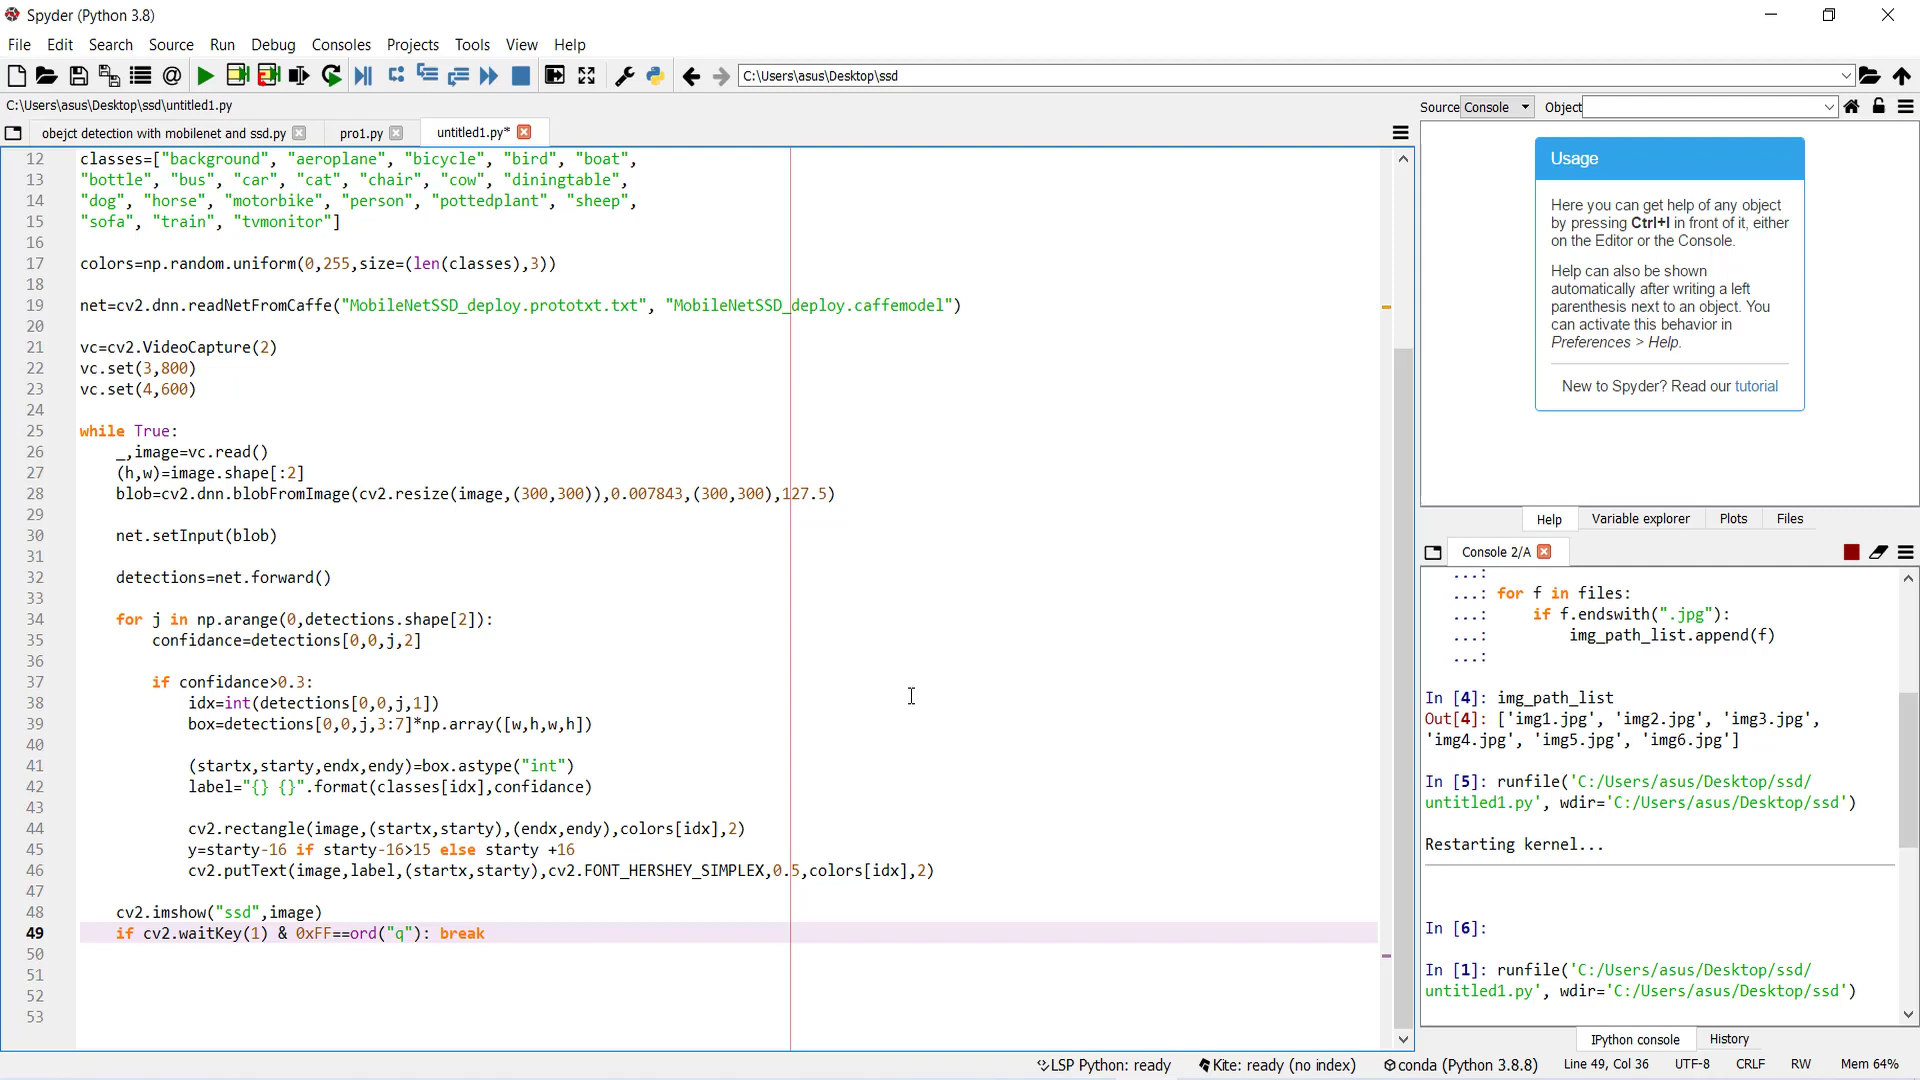 Spyder (Python 3.8)
File Edit Search Source Run Debug Consoles Projects Tools View Help
C:\Users\asus\Desktop\ssd
C:\Users\asus\Desktop\ssd\untitled1.py
obejct detection with mobilenet and ssd.py pro1.py untitled1.py*
12 classes=["background", "aeroplane", "bicycle", "bird", "boat",
13 "bottle", "bus", "car", "cat", "chair", "cow", "diningtable",
14 "dog", "horse", "motorbike", "person", "pottedplant", "sheep",
15 "sofa", "train", "tvmonitor"]
16
17 colors=np.random.uniform(0,255,size=(len(classes),3))
18
19 net=cv2.dnn.readNetFromCaffe("MobileNetSSD_deploy.prototxt.txt", "MobileNetSSD_deploy.caffemodel")
20
21 vc=cv2.VideoCapture(2)
22 vc.set(3,800)
23 vc.set(4,600)
24
25 while True:
26 _,image=vc.read()
27 (h,w)=image.shape[:2]
28 blob=cv2.dnn.blobFromImage(cv2.resize(image,(300,300)),0.007843,(300,300),127.5)
29
30 net.setInput(blob)
31
32 detections=net.forward()
33
34 for j in np.arange(0,detections.shape[2]):
35 confidance=detections[0,0,j,2]
36
37 if confidance>0.3:
38 idx=int(detections[0,0,j,1])
39 box=detections[0,0,j,3:7]*np.array([w,h,w,h])
40
41 (startx,starty,endx,endy)=box.astype("int")
42 label="{} {}".format(classes[idx],confidance)
43
44 cv2.rectangle(image,(startx,starty),(endx,endy),colors[idx],2)
45 y=starty-16 if starty-16>15 else starty +16
46 cv2.putText(image,label,(startx,starty),cv2.FONT_HERSHEY_SIMPLEX,0.5,colors[idx],2)
47
48 cv2.imshow("ssd",image)
49 if cv2.waitKey(1) & 0xFF==ord("q"): break
50
51
52
53
Source Console Object
Usage
Here you can get help of any object
by pressing Ctrl+I in front of it, either
on the Editor or the Console.
Help can also be shown
automatically after writing a left
parenthesis next to an object. You
can activate this behavior in
Preferences > Help.
New to Spyder? Read our tutorial
Help Variable explorer Plots Files
Console 2/A
...:
...: for f in files:
...: if f.endswith(".jpg"):
...: img_path_list.append(f)
...:
In [4]: img_path_list
Out[4]: ['img1.jpg', 'img2.jpg', 'img3.jpg',
'img4.jpg', 'img5.jpg', 'img6.jpg']
In [5]: runfile('C:/Users/asus/Desktop/ssd/
untitled1.py', wdir='C:/Users/asus/Desktop/ssd')
Restarting kernel...
In [6]:
In [1]: runfile('C:/Users/asus/Desktop/ssd/
untitled1.py', wdir='C:/Users/asus/Desktop/ssd')
IPython console History
LSP Python: ready Kite: ready (no index) conda (Python 3.8.8) Line 49, Col 36 UTF-8 CRLF RW Mem 64%